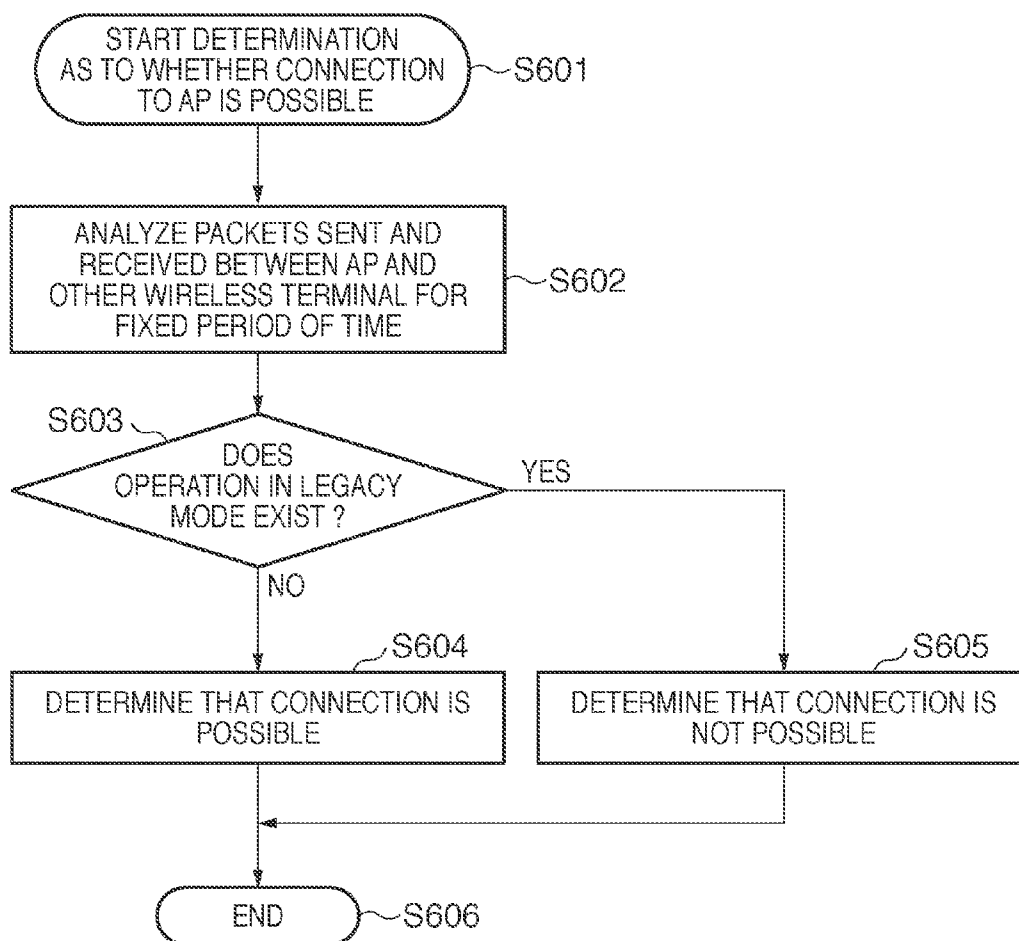 START DETERMINATION
AS TO WHETHER CONNECTION
TO AP IS POSSIBLE
S601
ANALYZE PACKETS SENT AND
RECEIVED BETWEEN AP AND
OTHER WIRELESS TERMINAL FOR
FIXED PERIOD OF TIME
S602
S603
DOES
OPERATION IN LEGACY
MODE EXIST ?
YES
NO
S604
DETERMINE THAT CONNECTION IS
POSSIBLE
S605
DETERMINE THAT CONNECTION IS
NOT POSSIBLE
END
S606